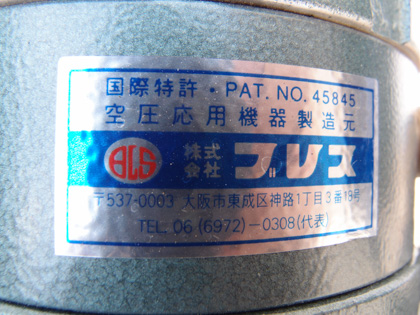 国際特許・PAT. NO. 45845
空圧応用機器製造元
BLS 株式会社 ブレス
〒537-0003 大阪市東成区神路1丁目3番18号
TEL. 06 (6972)-0308(代表)